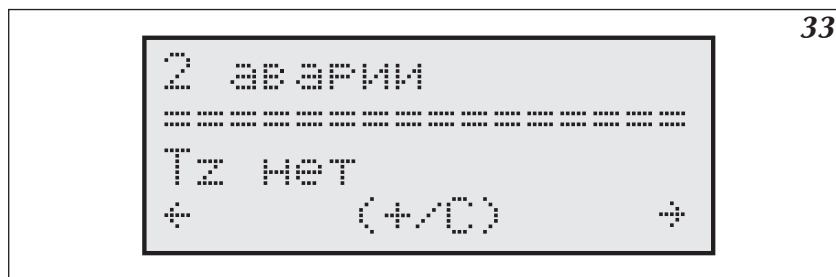 33
2 аварии
================
Tz нет
← (+/C) →